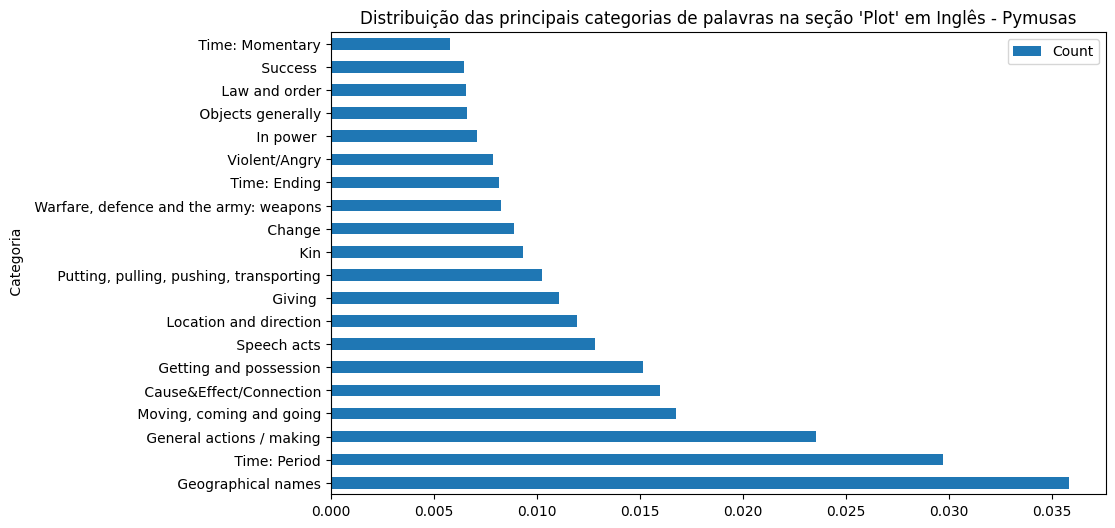 Distribuição das principais categorias de palavras na seção 'Plot' em Inglês - Pymusas
Count
Categoria
Time: Momentary
Success
Law and order
Objects generally
In power
Violent/Angry
Time: Ending
Warfare, defence and the army: weapons
Change
Kin
Putting, pulling, pushing, transporting
Giving
Location and direction
Speech acts
Getting and possession
Cause&Effect/Connection
Moving, coming and going
General actions / making
Time: Period
Geographical names
0.000 0.005 0.010 0.015 0.020 0.025 0.030 0.035